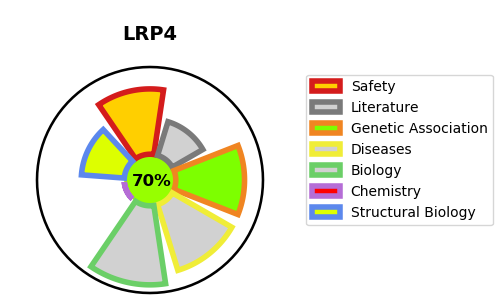 LRP4
70%
Safety
Literature
Genetic Association
Diseases
Biology
Chemistry
Structural Biology